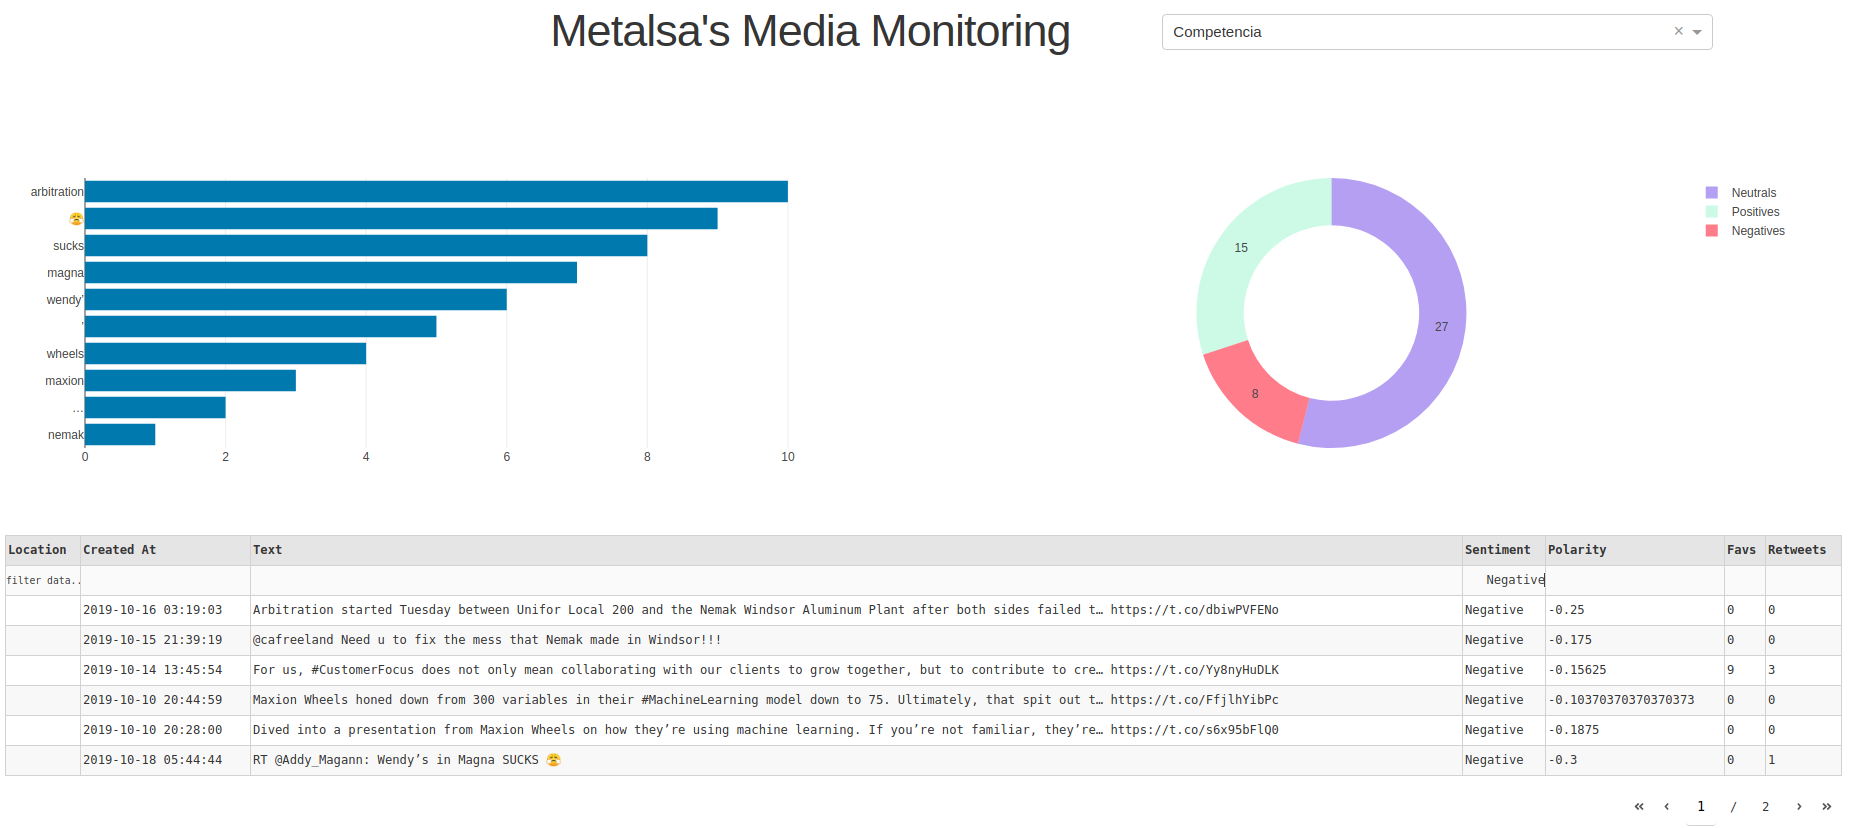 Metalsa's Media Monitoring
Competencia × 
arbitration
😤
sucks
magna
wendy’
’
wheels
maxion
…
nemak
0 2 4 6 8 10
15
27
8
Neutrals
Positives
Negatives
Location Created At Text Sentiment Polarity Favs Retweets
filter data.. Negative
2019-10-16 03:19:03 Arbitration started Tuesday between Unifor Local 200 and the Nemak Windsor Aluminum Plant after both sides failed t… https://t.co/dbiwPVFENo Negative -0.25 0 0
2019-10-15 21:39:19 @cafreeland Need u to fix the mess that Nemak made in Windsor!!! Negative -0.175 0 0
2019-10-14 13:45:54 For us, #CustomerFocus does not only mean collaborating with our clients to grow together, but to contribute to cre… https://t.co/Yy8nyHuDLK Negative -0.15625 9 3
2019-10-10 20:44:59 Maxion Wheels honed down from 300 variables in their #MachineLearning model down to 75. Ultimately, that spit out t… https://t.co/FfjlhYibPc Negative -0.10370370370370373 0 0
2019-10-10 20:28:00 Dived into a presentation from Maxion Wheels on how they’re using machine learning. If you’re not familiar, they’re… https://t.co/s6x95bFlQ0 Negative -0.1875 0 0
2019-10-18 05:44:44 RT @Addy_Magann: Wendy’s in Magna SUCKS 😤 Negative -0.3 0 1
« ‹ 1 / 2 › »